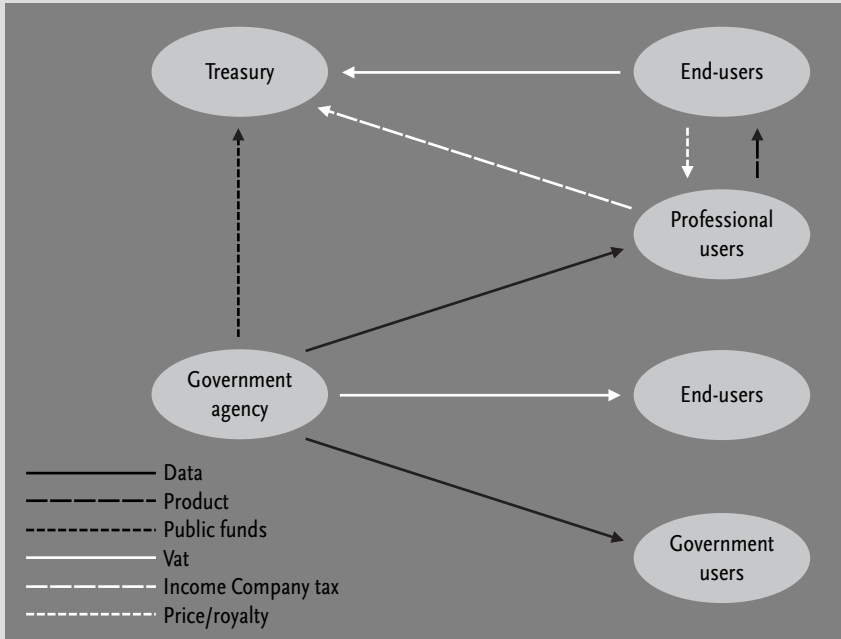 Treasury
End-users
Professional
users
Government
agency
End-users
Government
users
Data
Product
Public funds
Vat
Income Company tax
Price/royalty